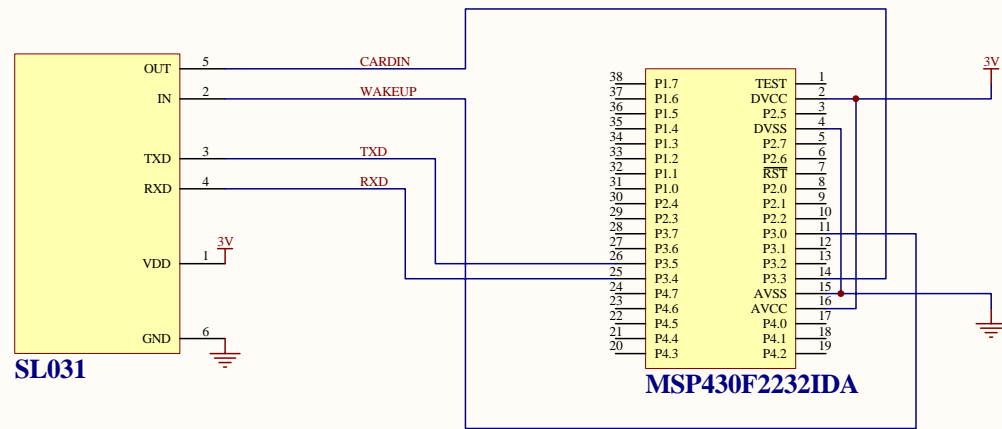 OUT 5 CARDIN
IN 2 WAKEUP
TXD 3 TXD
RXD 4 RXD
3V
VDD 1
GND 6
SL031
38 P1.7 TEST 1
37 P1.6 DVCC 2
36 P1.5 P2.5 3
35 P1.4 DVSS 4
34 P1.3 P2.7 5
33 P1.2 P2.6 6
32 P1.1 RST 7
31 P1.0 P2.0 8
30 P2.4 P2.1 9
29 P2.3 P2.2 10
28 P3.7 P3.0 11
27 P3.6 P3.1 12
26 P3.5 P3.2 13
25 P3.4 P3.3 14
24 P4.7 AVSS 15
23 P4.6 AVCC 16
22 P4.5 P4.0 17
21 P4.4 P4.1 18
20 P4.3 P4.2 19
MSP430F2232IDA
3V